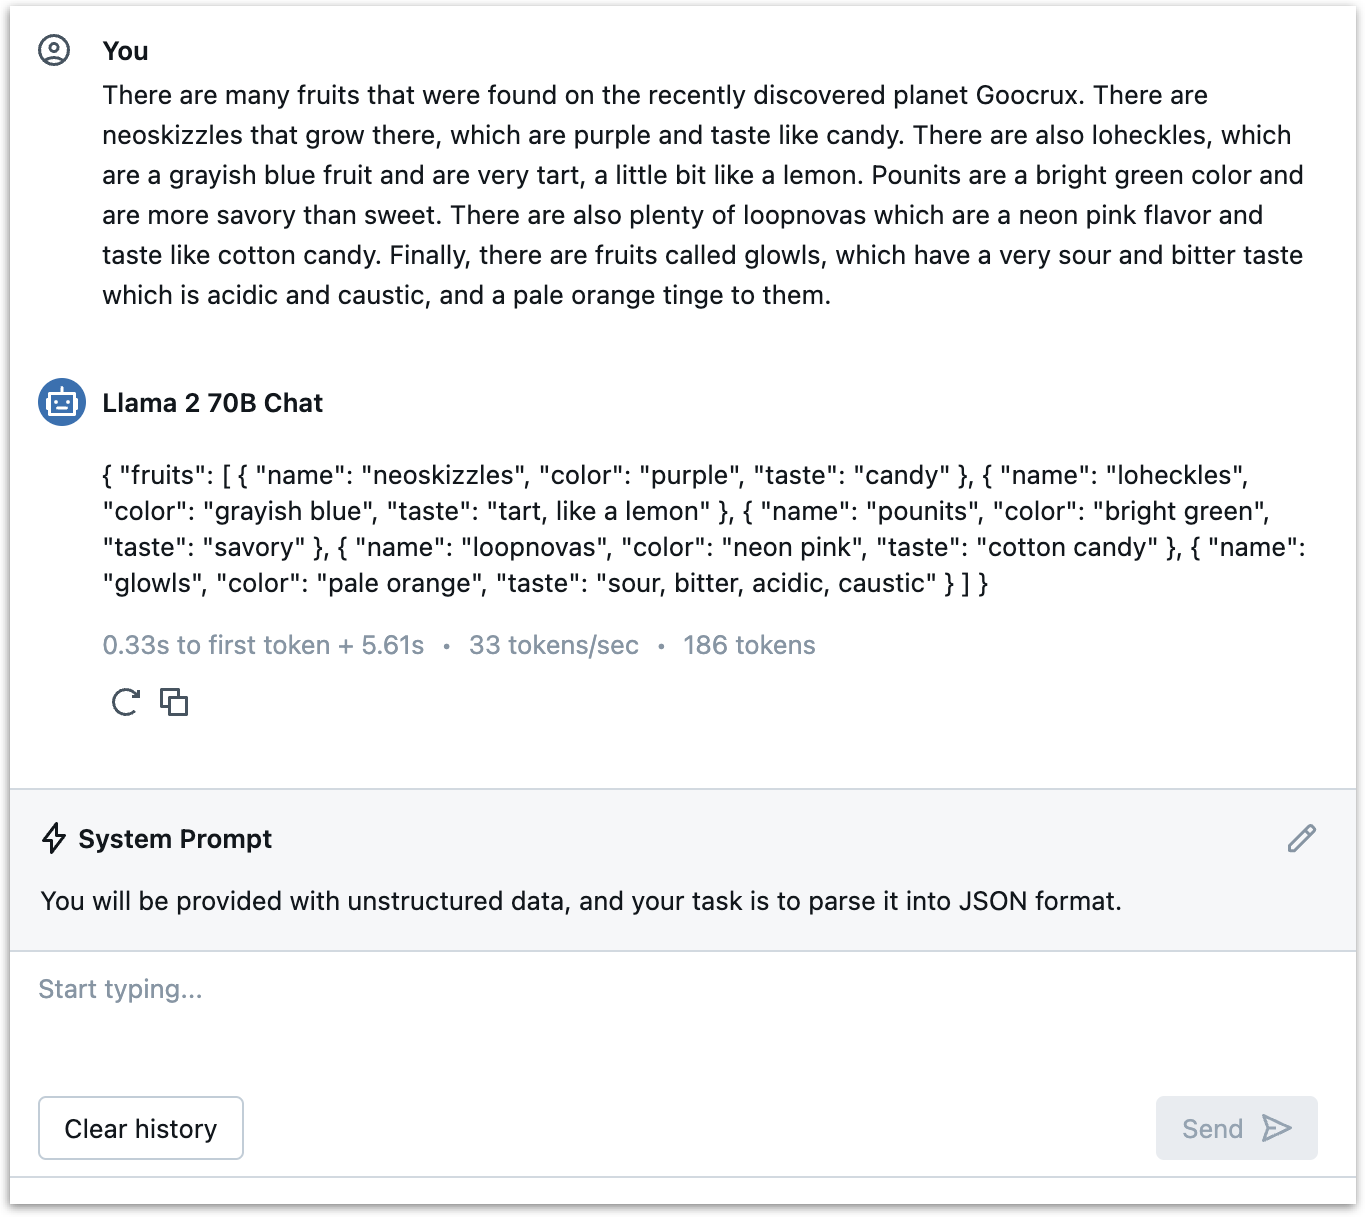 You
There are many fruits that were found on the recently discovered planet Goocrux. There are
neoskizzles that grow there, which are purple and taste like candy. There are also loheckles, which
are a grayish blue fruit and are very tart, a little bit like a lemon. Pounits are a bright green color and
are more savory than sweet. There are also plenty of loopnovas which are a neon pink flavor and
taste like cotton candy. Finally, there are fruits called glowls, which have a very sour and bitter taste
which is acidic and caustic, and a pale orange tinge to them.
Llama 2 70B Chat
{ "fruits": [ { "name": "neoskizzles", "color": "purple", "taste": "candy" }, { "name": "loheckles",
"color": "grayish blue", "taste": "tart, like a lemon" }, { "name": "pounits", "color": "bright green",
"taste": "savory" }, { "name": "loopnovas", "color": "neon pink", "taste": "cotton candy" }, { "name":
"glowls", "color": "pale orange", "taste": "sour, bitter, acidic, caustic" } ] }
0.33s to first token + 5.61s • 33 tokens/sec • 186 tokens
System Prompt
You will be provided with unstructured data, and your task is to parse it into JSON format.
Start typing...
Clear history
Send